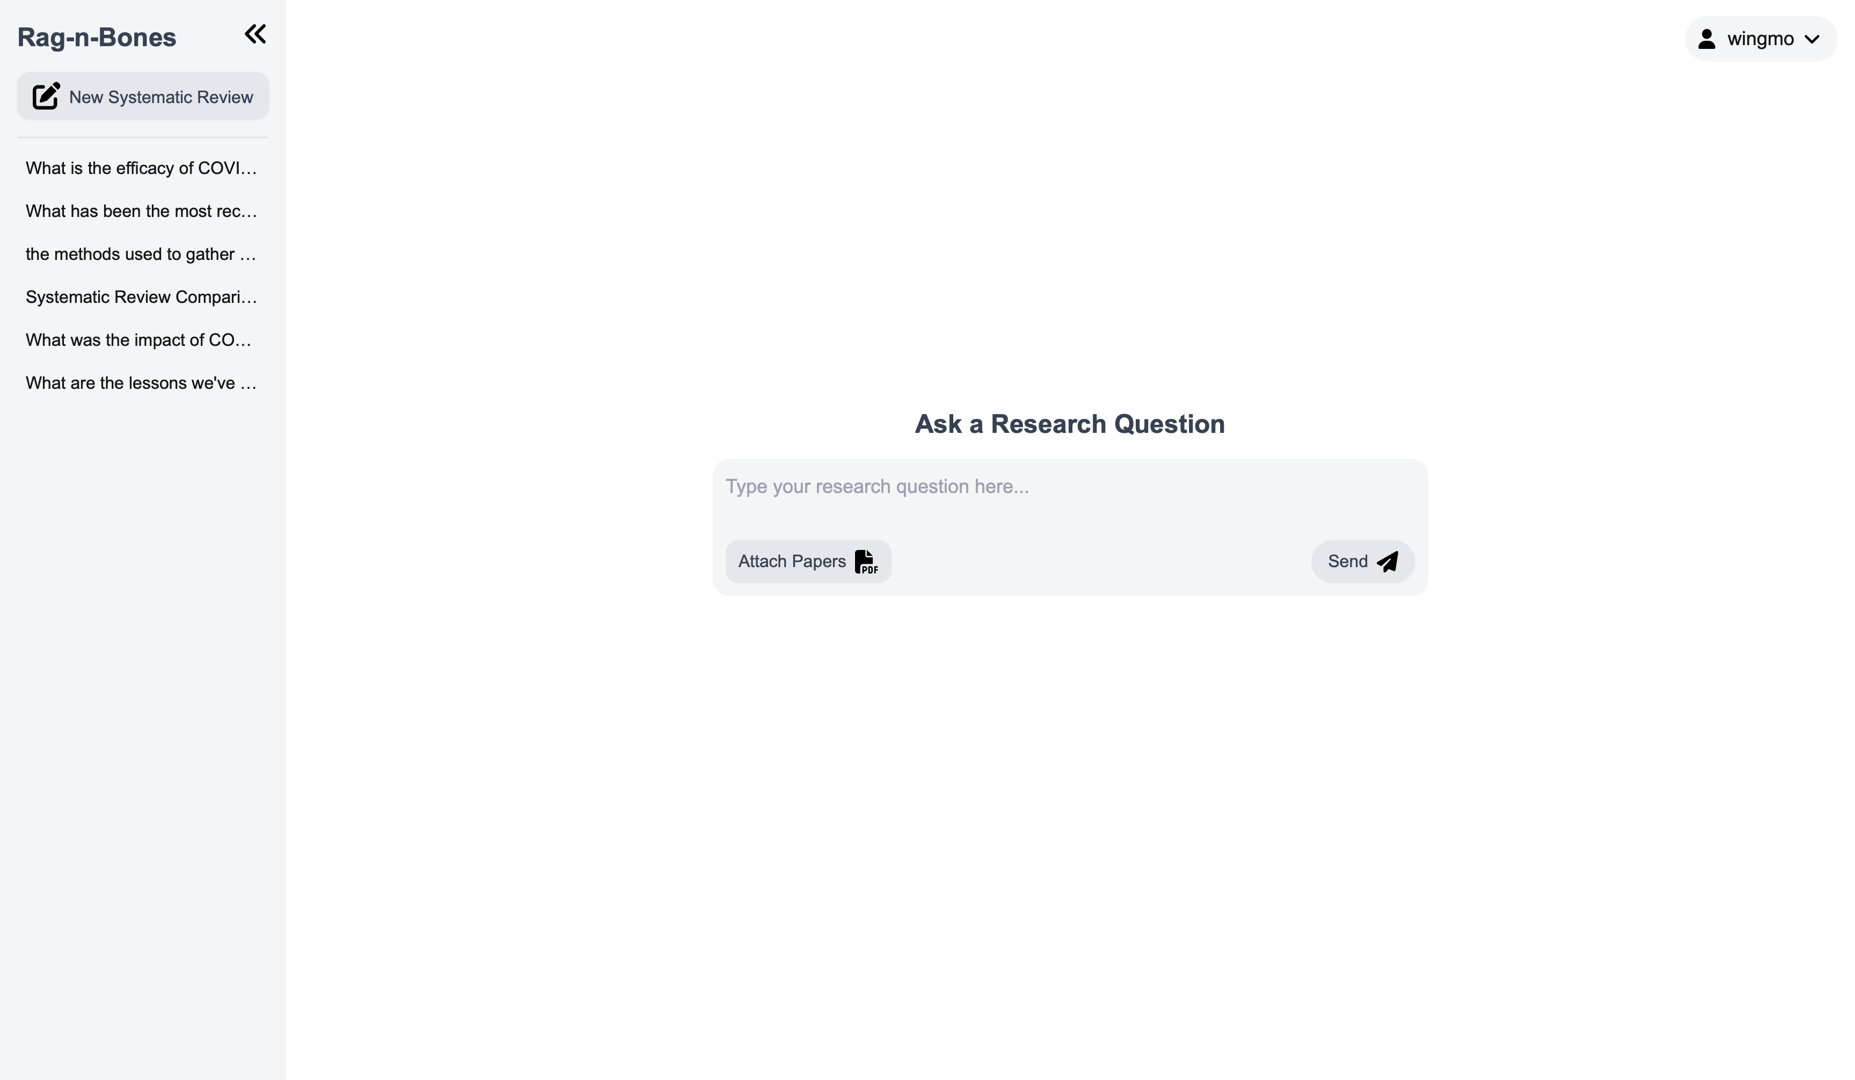 Rag-n-Bones
New Systematic Review
What is the efficacy of COVI...
What has been the most rec...
the methods used to gather ...
Systematic Review Compari...
What was the impact of CO...
What are the lessons we've ...
wingmo
Ask a Research Question
Type your research question here...
Attach Papers PDF
Send